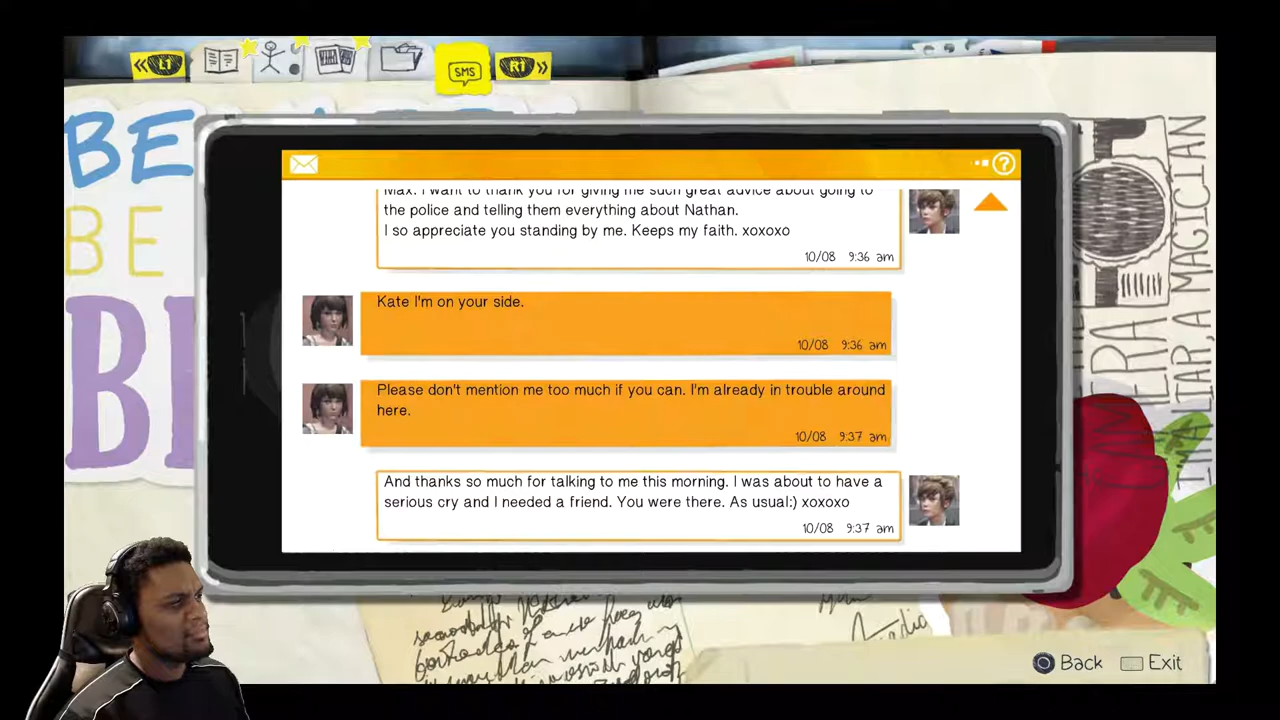 L1
SMS
R1
BE
BE
Max. I want to thank you for giving me such great advice about going to
the police and telling them everything about Nathan.
I so appreciate you standing by me. Keeps my faith. xoxoxo
10/08 9:36 am
Kate I'm on your side.
10/08 9:36 am
Please don't mention me too much if you can. I'm already in trouble around
here.
10/08 9:37 am
And thanks so much for talking to me this morning. I was about to have a
serious cry and I needed a friend. You were there. As usual:) xoxoxo
10/08 9:37 am
MAGICIAN
Back
Exit